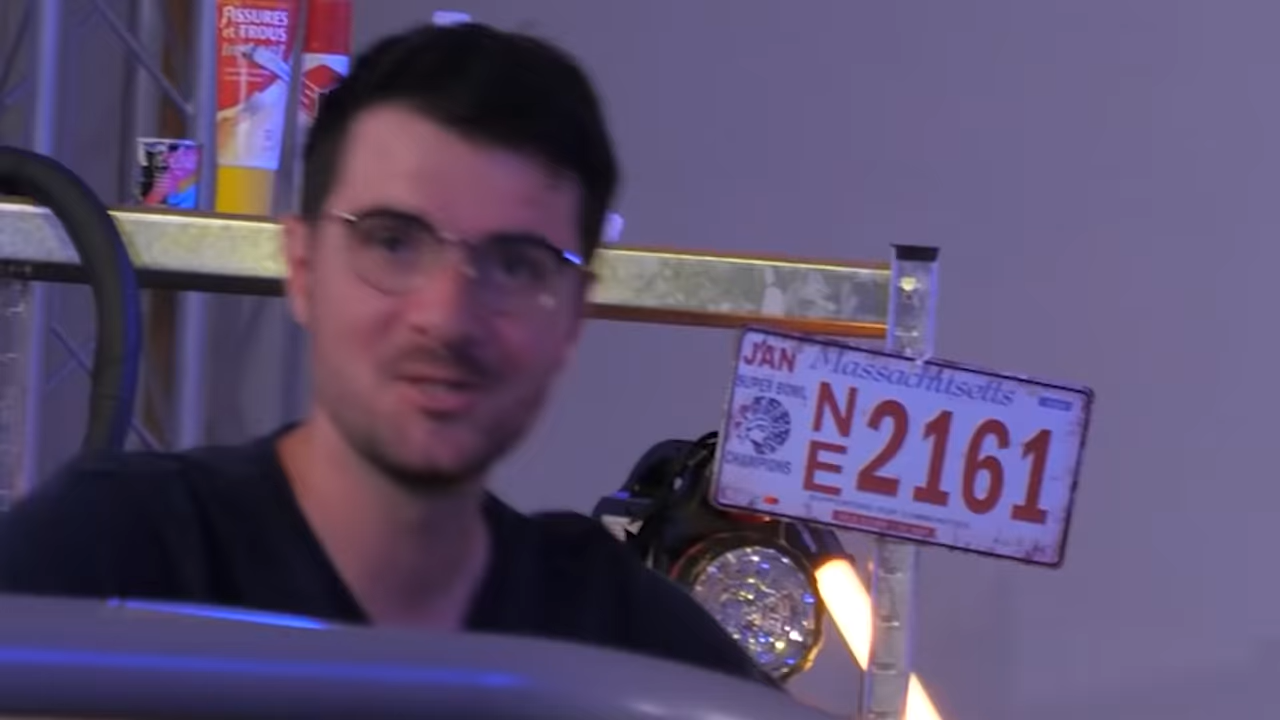 FISSURES
et TROUS
JAN
Massachusetts
SUPER BOWL
CHAMPIONS
NE 2161